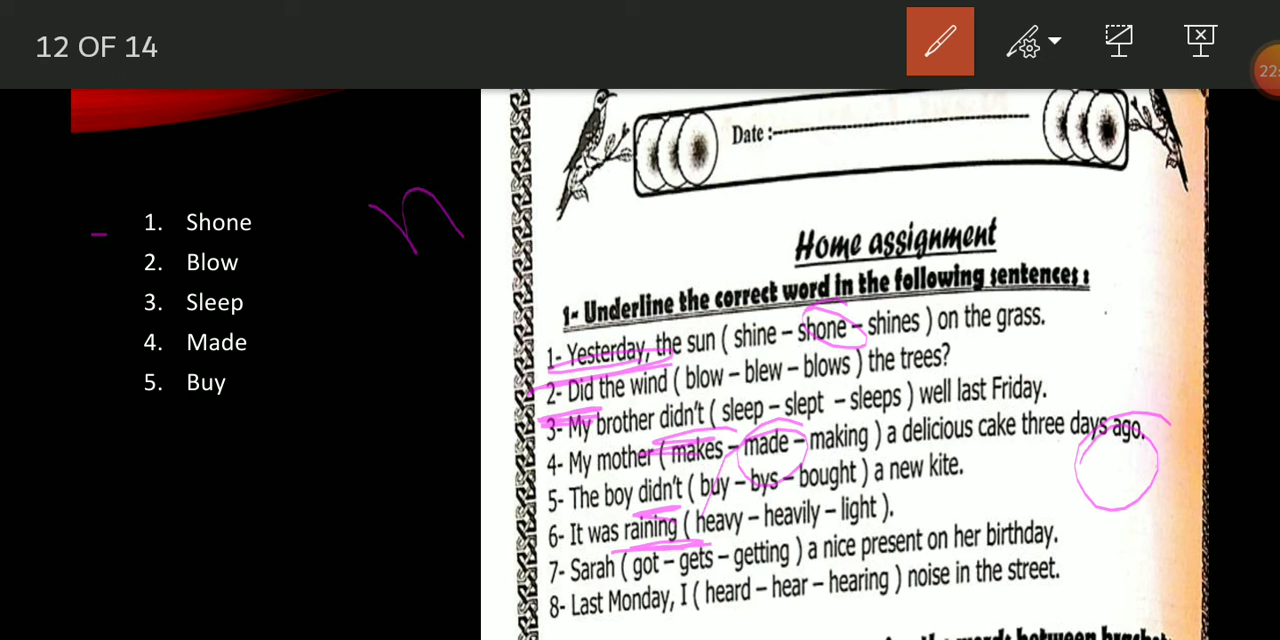 12 OF 14
22
1. Shone
2. Blow
3. Sleep
4. Made
5. Buy
Date :
Home assignment
1- Underline the correct word in the following sentences :
1- Yesterday, the sun ( shine – shone – shines ) on the grass.
2- Did the wind ( blow – blew – blows ) the trees?
3- My brother didn't ( sleep – slept – sleeps ) well last Friday.
4- My mother ( makes – made – making ) a delicious cake three days ago.
5- The boy didn't ( buy – bys – bought ) a new kite.
6- It was raining ( heavy – heavily – light ).
7- Sarah ( got – gets – getting ) a nice present on her birthday.
8- Last Monday, I ( heard – hear – hearing ) noise in the street.
the words between